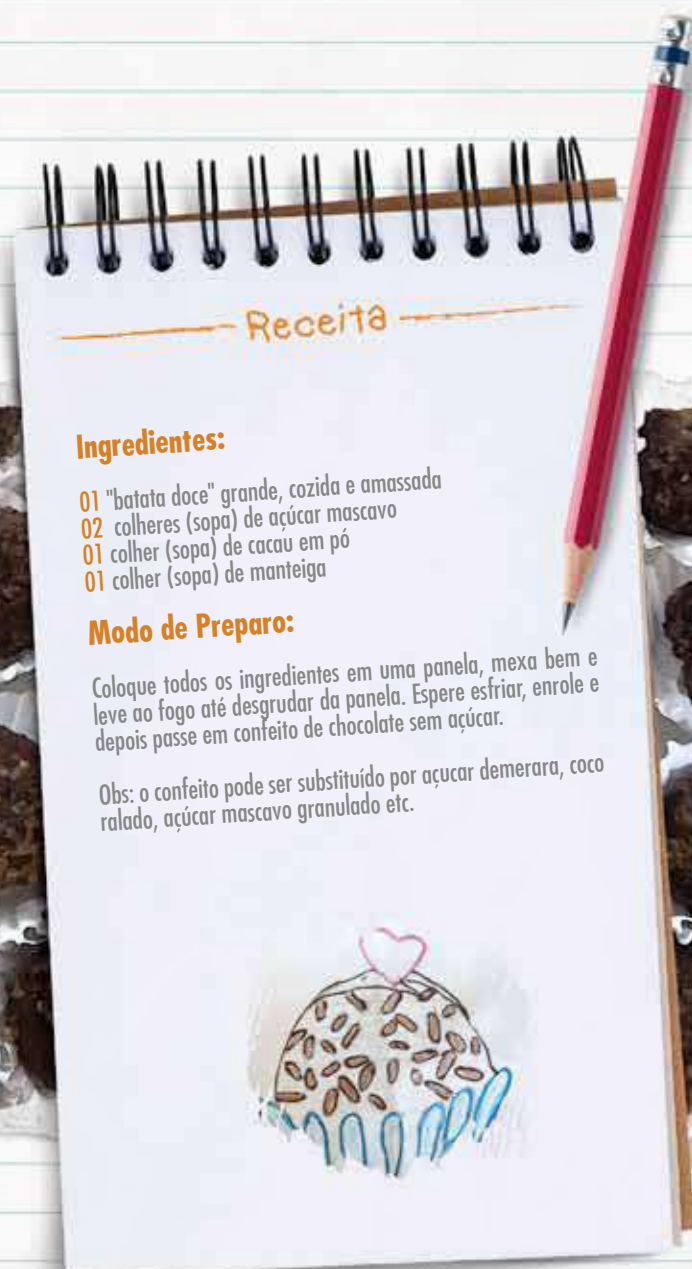 Receita
Ingredientes:
01 "batata doce" grande, cozida e amassada
02 colheres (sopa) de açúcar mascavo
01 colher (sopa) de cacau em pó
01 colher (sopa) de manteiga
Modo de Preparo:
Coloque todos os ingredientes em uma panela, mexa bem e
leve ao fogo até desgrudar da panela. Espere esfriar, enrole e
depois passe em confeito de chocolate sem açúcar.
Obs: o confeito pode ser substituído por açucar demerara, coco
ralado, açúcar mascavo granulado etc.